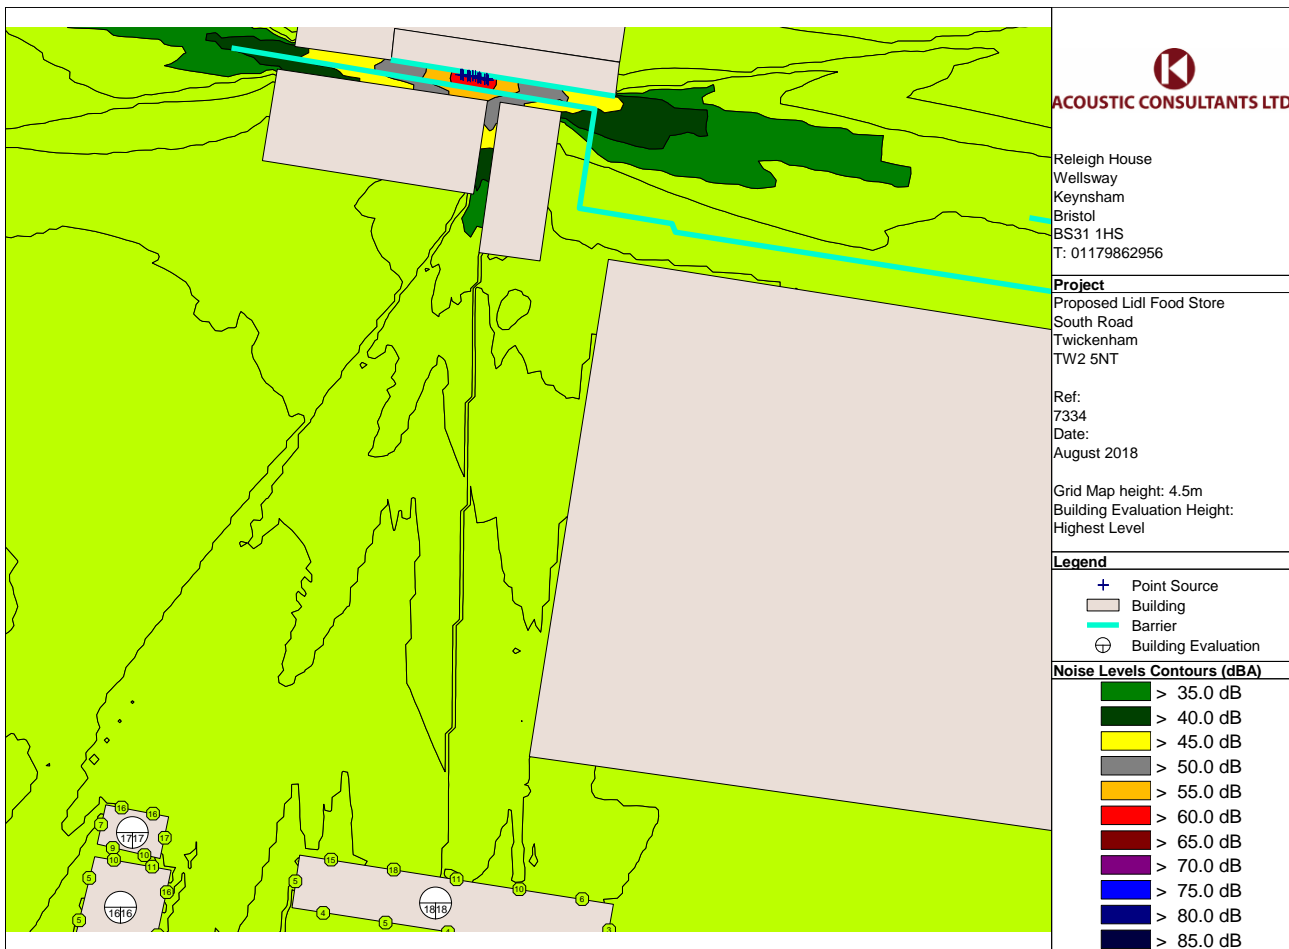 K
ACOUSTIC CONSULTANTS LTD
Releigh House
Wellsway
Keynsham
Bristol
BS31 1HS
T: 01179862956
Project
Proposed Lidl Food Store
South Road
Twickenham
TW2 5NT
Ref:
7334
Date:
August 2018
Grid Map height: 4.5m
Building Evaluation Height:
Highest Level
Legend
Point Source
Building
Barrier
Building Evaluation
Noise Levels Contours (dBA)
> 35.0 dB
> 40.0 dB
> 45.0 dB
> 50.0 dB
> 55.0 dB
> 60.0 dB
> 65.0 dB
> 70.0 dB
> 75.0 dB
> 80.0 dB
> 85.0 dB
16
16
7
17 17
17
9
10
10
11
5
16
16 16
5
15
18
11
10
6
5
18 18
4
5
4
3